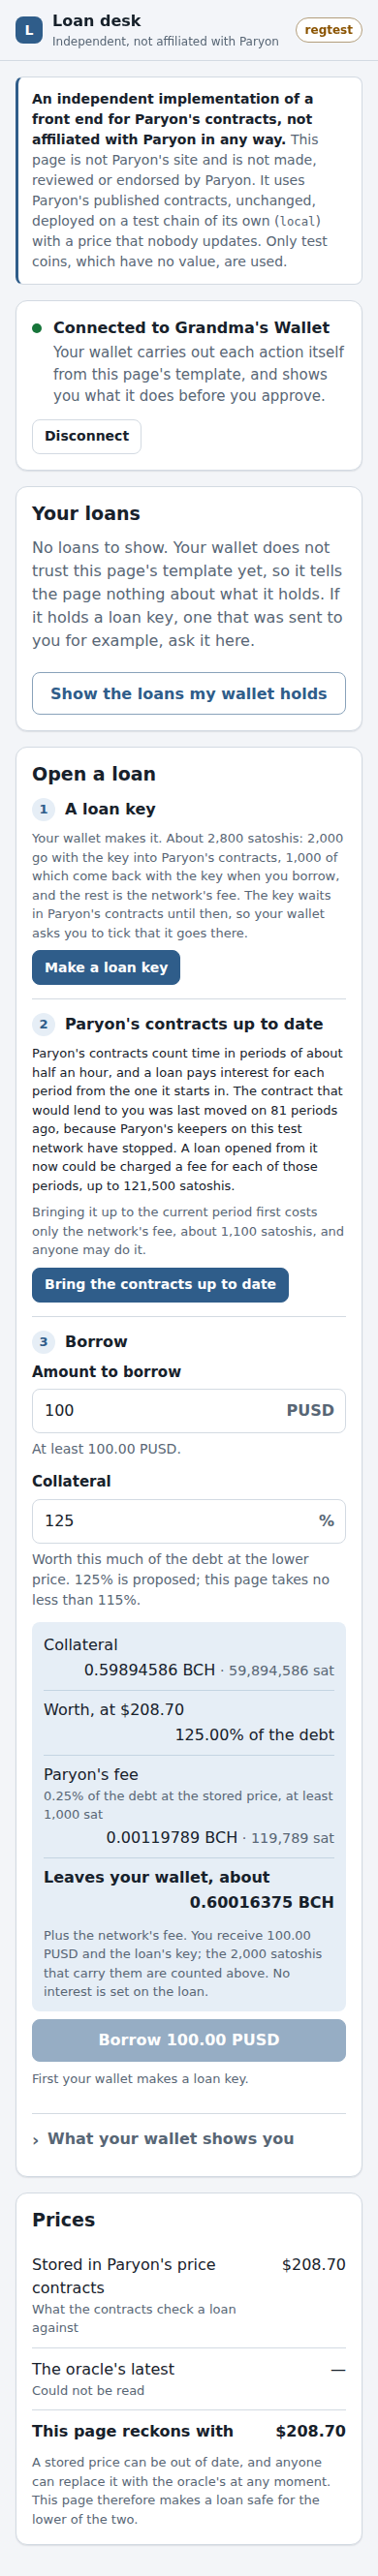 L
Loan desk
Independent, not affiliated with Paryon
regtest
An independent implementation of a
front end for Paryon's contracts, not
affiliated with Paryon in any way. This
page is not Paryon's site and is not made,
reviewed or endorsed by Paryon. It uses
Paryon's published contracts, unchanged,
deployed on a test chain of its own (local)
with a price that nobody updates. Only test
coins, which have no value, are used.
Connected to Grandma's Wallet
Your wallet carries out each action itself
from this page's template, and shows
you what it does before you approve.
Disconnect
Your loans
No loans to show. Your wallet does not
trust this page's template yet, so it tells
the page nothing about what it holds. If
it holds a loan key, one that was sent to
you for example, ask it here.
Show the loans my wallet holds
Open a loan
1 A loan key
Your wallet makes it. About 2,800 satoshis: 2,000
go with the key into Paryon's contracts, 1,000 of
which come back with the key when you borrow,
and the rest is the network's fee. The key waits
in Paryon's contracts until then, so your wallet
asks you to tick that it goes there.
Make a loan key
2 Paryon's contracts up to date
Paryon's contracts count time in periods of about
half an hour, and a loan pays interest for each
period from the one it starts in. The contract that
would lend to you was last moved on 81 periods
ago, because Paryon's keepers on this test
network have stopped. A loan opened from it
now could be charged a fee for each of those
periods, up to 121,500 satoshis.
Bringing it up to the current period first costs
only the network's fee, about 1,100 satoshis, and
anyone may do it.
Bring the contracts up to date
3 Borrow
Amount to borrow
100 PUSD
At least 100.00 PUSD.
Collateral
125 %
Worth this much of the debt at the lower
price. 125% is proposed; this page takes no
less than 115%.
Collateral
0.59894586 BCH · 59,894,586 sat
Worth, at $208.70
125.00% of the debt
Paryon's fee
0.25% of the debt at the stored price, at least
1,000 sat
0.00119789 BCH · 119,789 sat
Leaves your wallet, about
0.60016375 BCH
Plus the network's fee. You receive 100.00
PUSD and the loan's key; the 2,000 satoshis
that carry them are counted above. No
interest is set on the loan.
Borrow 100.00 PUSD
First your wallet makes a loan key.
› What your wallet shows you
Prices
Stored in Paryon's price $208.70
contracts
What the contracts check a loan
against
The oracle's latest —
Could not be read
This page reckons with $208.70
A stored price can be out of date, and anyone
can replace it with the oracle's at any moment.
This page therefore makes a loan safe for the
lower of the two.